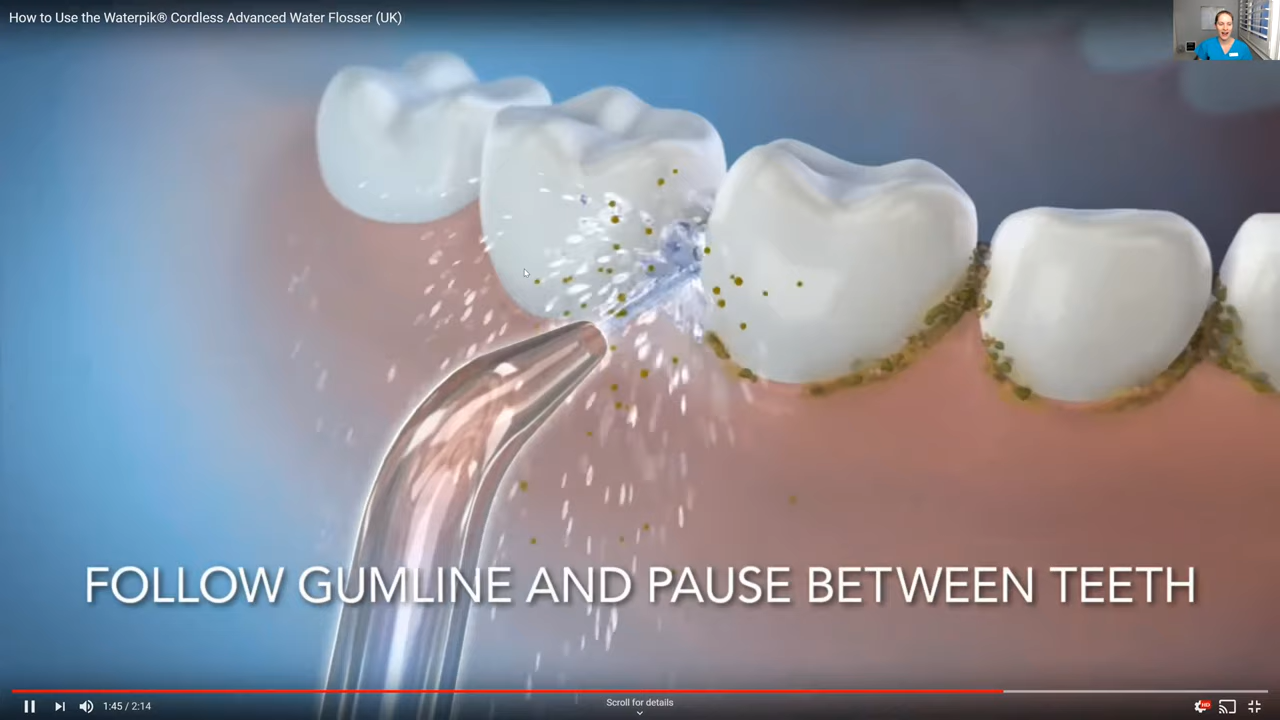 How to Use the Waterpik® Cordless Advanced Water Flosser (UK)
FOLLOW GUMLINE AND PAUSE BETWEEN TEETH
1:45 / 2:14
Scroll for details
HD